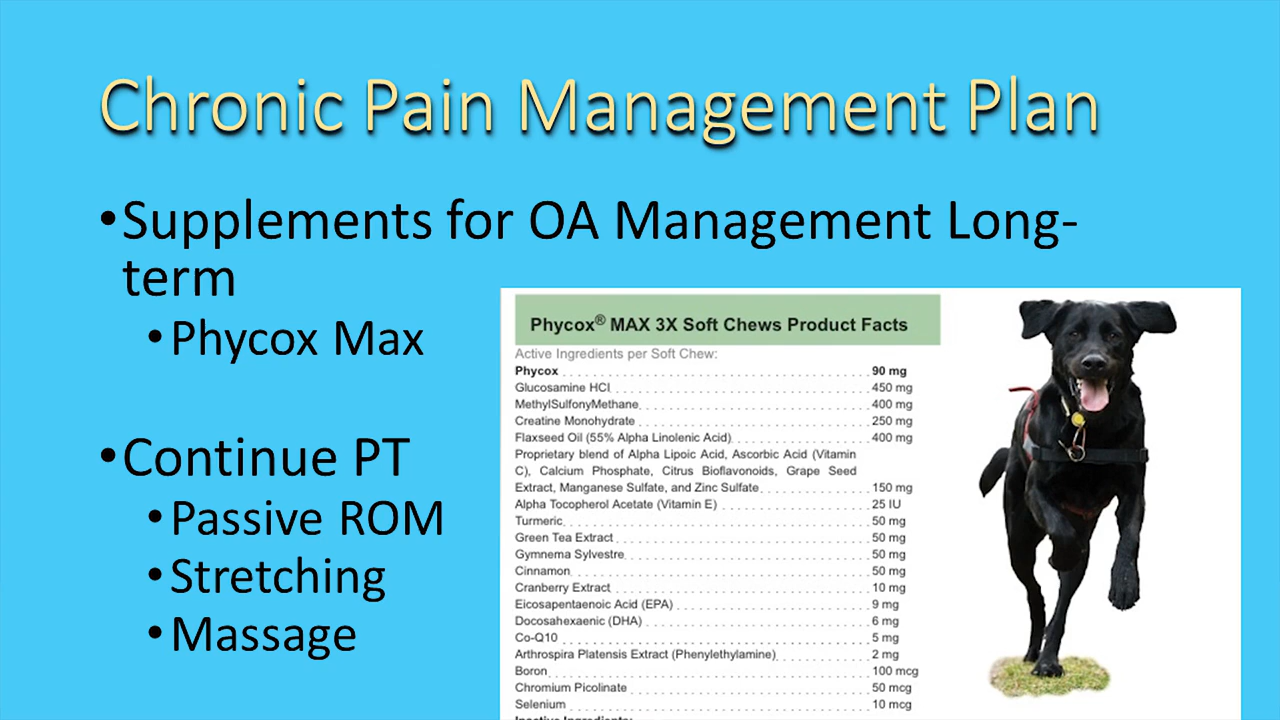 Chronic Pain Management Plan
•Supplements for OA Management Long-
term
•Phycox Max
•Continue PT
•Passive ROM
•Stretching
•Massage
Phycox® MAX 3X Soft Chews Product Facts
Active Ingredients per Soft Chew:
Phycox 90 mg
Glucosamine HCl 450 mg
MethylSulfonyMethane 400 mg
Creatine Monohydrate 250 mg
Flaxseed Oil (55% Alpha Linolenic Acid) 400 mg
Proprietary blend of Alpha Lipoic Acid, Ascorbic Acid (Vitamin
C), Calcium Phosphate, Citrus Bioflavonoids, Grape Seed
Extract, Manganese Sulfate, and Zinc Sulfate 150 mg
Alpha Tocopherol Acetate (Vitamin E) 25 IU
Turmeric 50 mg
Green Tea Extract 50 mg
Gymnema Sylvestre 50 mg
Cinnamon 50 mg
Cranberry Extract 10 mg
Eicosapentaenoic Acid (EPA) 9 mg
Docosahexaenic (DHA) 6 mg
Co-Q10 5 mg
Arthrospira Platensis Extract (Phenylethylamine) 2 mg
Boron 100 mcg
Chromium Picolinate 50 mcg
Selenium 10 mcg